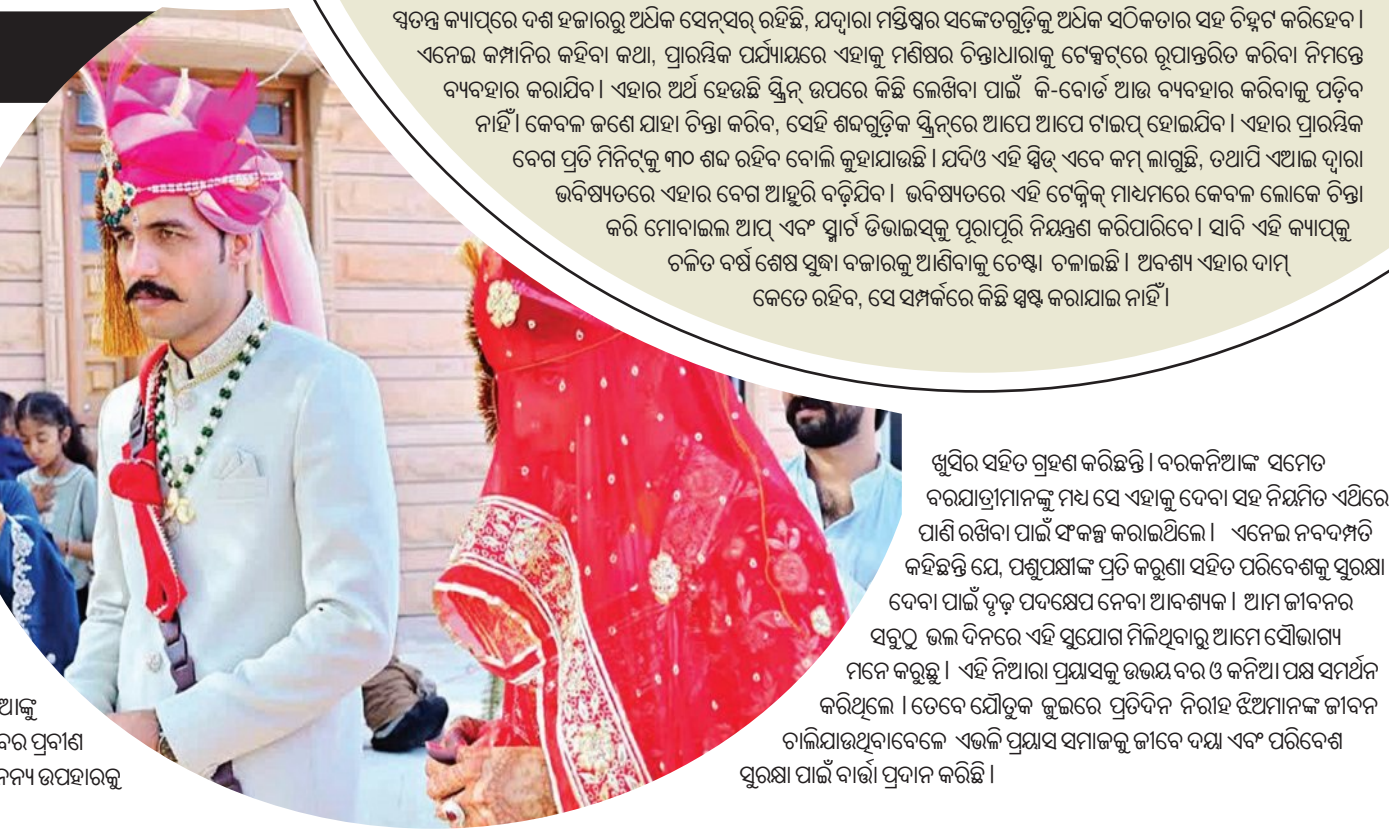 ସ୍ୱତନ୍ତ୍ର କ୍ୟାପ୍‌ରେ ଦଶ ହଜାରରୁ ଅଧିକ ସେନ୍‌ସର୍ ରହିଛି, ଯଦ୍ୱାରା ମସ୍ତିଷ୍କର ସଙ୍କେତଗୁଡ଼ିକୁ ଅଧିକ ସଠିକତାର ସହ ଚିହ୍ନଟ କରିହେବ ।
ଏନେଇ କମ୍ପାନିର କହିବା କଥା, ପ୍ରାରମ୍ଭିକ ପର୍ଯ୍ୟାୟରେ ଏହାକୁ ମଣିଷର ଚିନ୍ତାଧାରାକୁ ଟେକ୍ସଟ୍‌ରେ ରୂପାନ୍ତରିତ କରିବା ନିମନ୍ତେ
ବ୍ୟବହାର କରାଯିବ । ଏହାର ଅର୍ଥ ହେଉଛି ସ୍କ୍ରିନ୍ ଉପରେ କିଛି ଲେଖିବା ପାଇଁ କି-ବୋର୍ଡ ଆଉ ବ୍ୟବହାର କରିବାକୁ ପଡ଼ିବ
ନାହିଁ । କେବଳ ଜଣେ ଯାହା ଚିନ୍ତା କରିବ, ସେହି ଶବ୍ଦଗୁଡ଼ିକ ସ୍କ୍ରିନ୍‌ରେ ଆପେ ଆପେ ଟାଇପ୍ ହୋଇଯିବ । ଏହାର ପ୍ରାରମ୍ଭିକ
ବେଗ ପ୍ରତି ମିନିଟ୍‌କୁ ୩୦ ଶବ୍ଦ ରହିବ ବୋଲି କୁହାଯାଉଛି । ଯଦିଓ ଏହି ସ୍ପିଡ୍ ଏବେ କମ୍ ଲାଗୁଛି, ତଥାପି ଏଆଇ ଦ୍ୱାରା
ଭବିଷ୍ୟତରେ ଏହାର ବେଗ ଆହୁରି ବଢ଼ିଯିବ । ଭବିଷ୍ୟତରେ ଏହି ଟେକ୍ନିକ୍ ମାଧ୍ୟମରେ କେବଳ ଲୋକେ ଚିନ୍ତା
କରି ମୋବାଇଲ ଆପ୍ ଏବଂ ସ୍ମାର୍ଟ ଡିଭାଇସ୍‌କୁ ପୂରାପୂରି ନିୟନ୍ତ୍ରଣ କରିପାରିବେ । ସାବି ଏହି କ୍ୟାପ୍‌କୁ
ଚଳିତ ବର୍ଷ ଶେଷ ସୁଦ୍ଧା ବଜାରକୁ ଆଣିବାକୁ ଚେଷ୍ଟା ଚଳାଇଛି । ଅବଶ୍ୟ ଏହାର ଦାମ୍
କେତେ ରହିବ, ସେ ସମ୍ପର୍କରେ କିଛି ସ୍ପଷ୍ଟ କରାଯାଇ ନାହିଁ ।
ଆଙ୍କୁ
ବର ପ୍ରବୀଣ
ନନ୍ୟ ଉପହାରକୁ
ଖୁସିର ସହିତ ଗ୍ରହଣ କରିଛନ୍ତି । ବରକନିଆଙ୍କ ସମେତ
ବରଯାତ୍ରୀମାନଙ୍କୁ ମଧ୍ୟ ସେ ଏହାକୁ ଦେବା ସହ ନିୟମିତ ଏଥିରେ
ପାଣି ରଖିବା ପାଇଁ ସଂକଳ୍ପ କରାଇଥିଲେ । ଏନେଇ ନବଦମ୍ପତି
କହିଛନ୍ତି ଯେ, ପଶୁପକ୍ଷୀଙ୍କ ପ୍ରତି କରୁଣା ସହିତ ପରିବେଶକୁ ସୁରକ୍ଷା
ଦେବା ପାଇଁ ଦୃଢ଼ ପଦକ୍ଷେପ ନେବା ଆବଶ୍ୟକ । ଆମ ଜୀବନର
ସବୁଠୁ ଭଲ ଦିନରେ ଏହି ସୁଯୋଗ ମିଳିଥିବାରୁ ଆମେ ସୌଭାଗ୍ୟ
ମନେ କରୁଛୁ । ଏହି ନିଆରା ପ୍ରୟାସକୁ ଉଭୟ ବର ଓ କନିଆ ପକ୍ଷ ସମର୍ଥନ
କରିଥିଲେ । ତେବେ ଯୌତୁକ ଜୁଇରେ ପ୍ରତିଦିନ ନିରୀହ ଝିଅମାନଙ୍କ ଜୀବନ
ଚାଲିଯାଉଥିବାବେଳେ ଏଭଳି ପ୍ରୟାସ ସମାଜକୁ ଜୀବେ ଦୟା ଏବଂ ପରିବେଶ
ସୁରକ୍ଷା ପାଇଁ ବାର୍ତ୍ତା ପ୍ରଦାନ କରିଛି ।